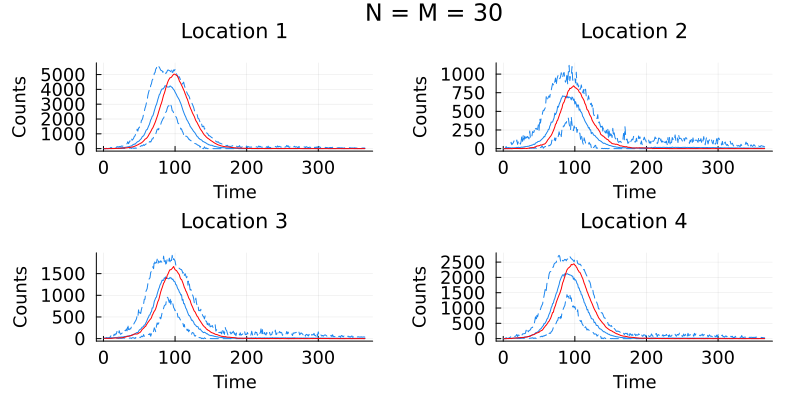 N = M = 30
Location 1
Location 2
5000
4000
3000
2000
1000
0
Counts
0 100 200 300
Time
1000
750
500
250
0
Counts
0 100 200 300
Time
Location 3
Location 4
1500
1000
500
0
Counts
0 100 200 300
Time
2500
2000
1500
1000
500
0
Counts
0 100 200 300
Time